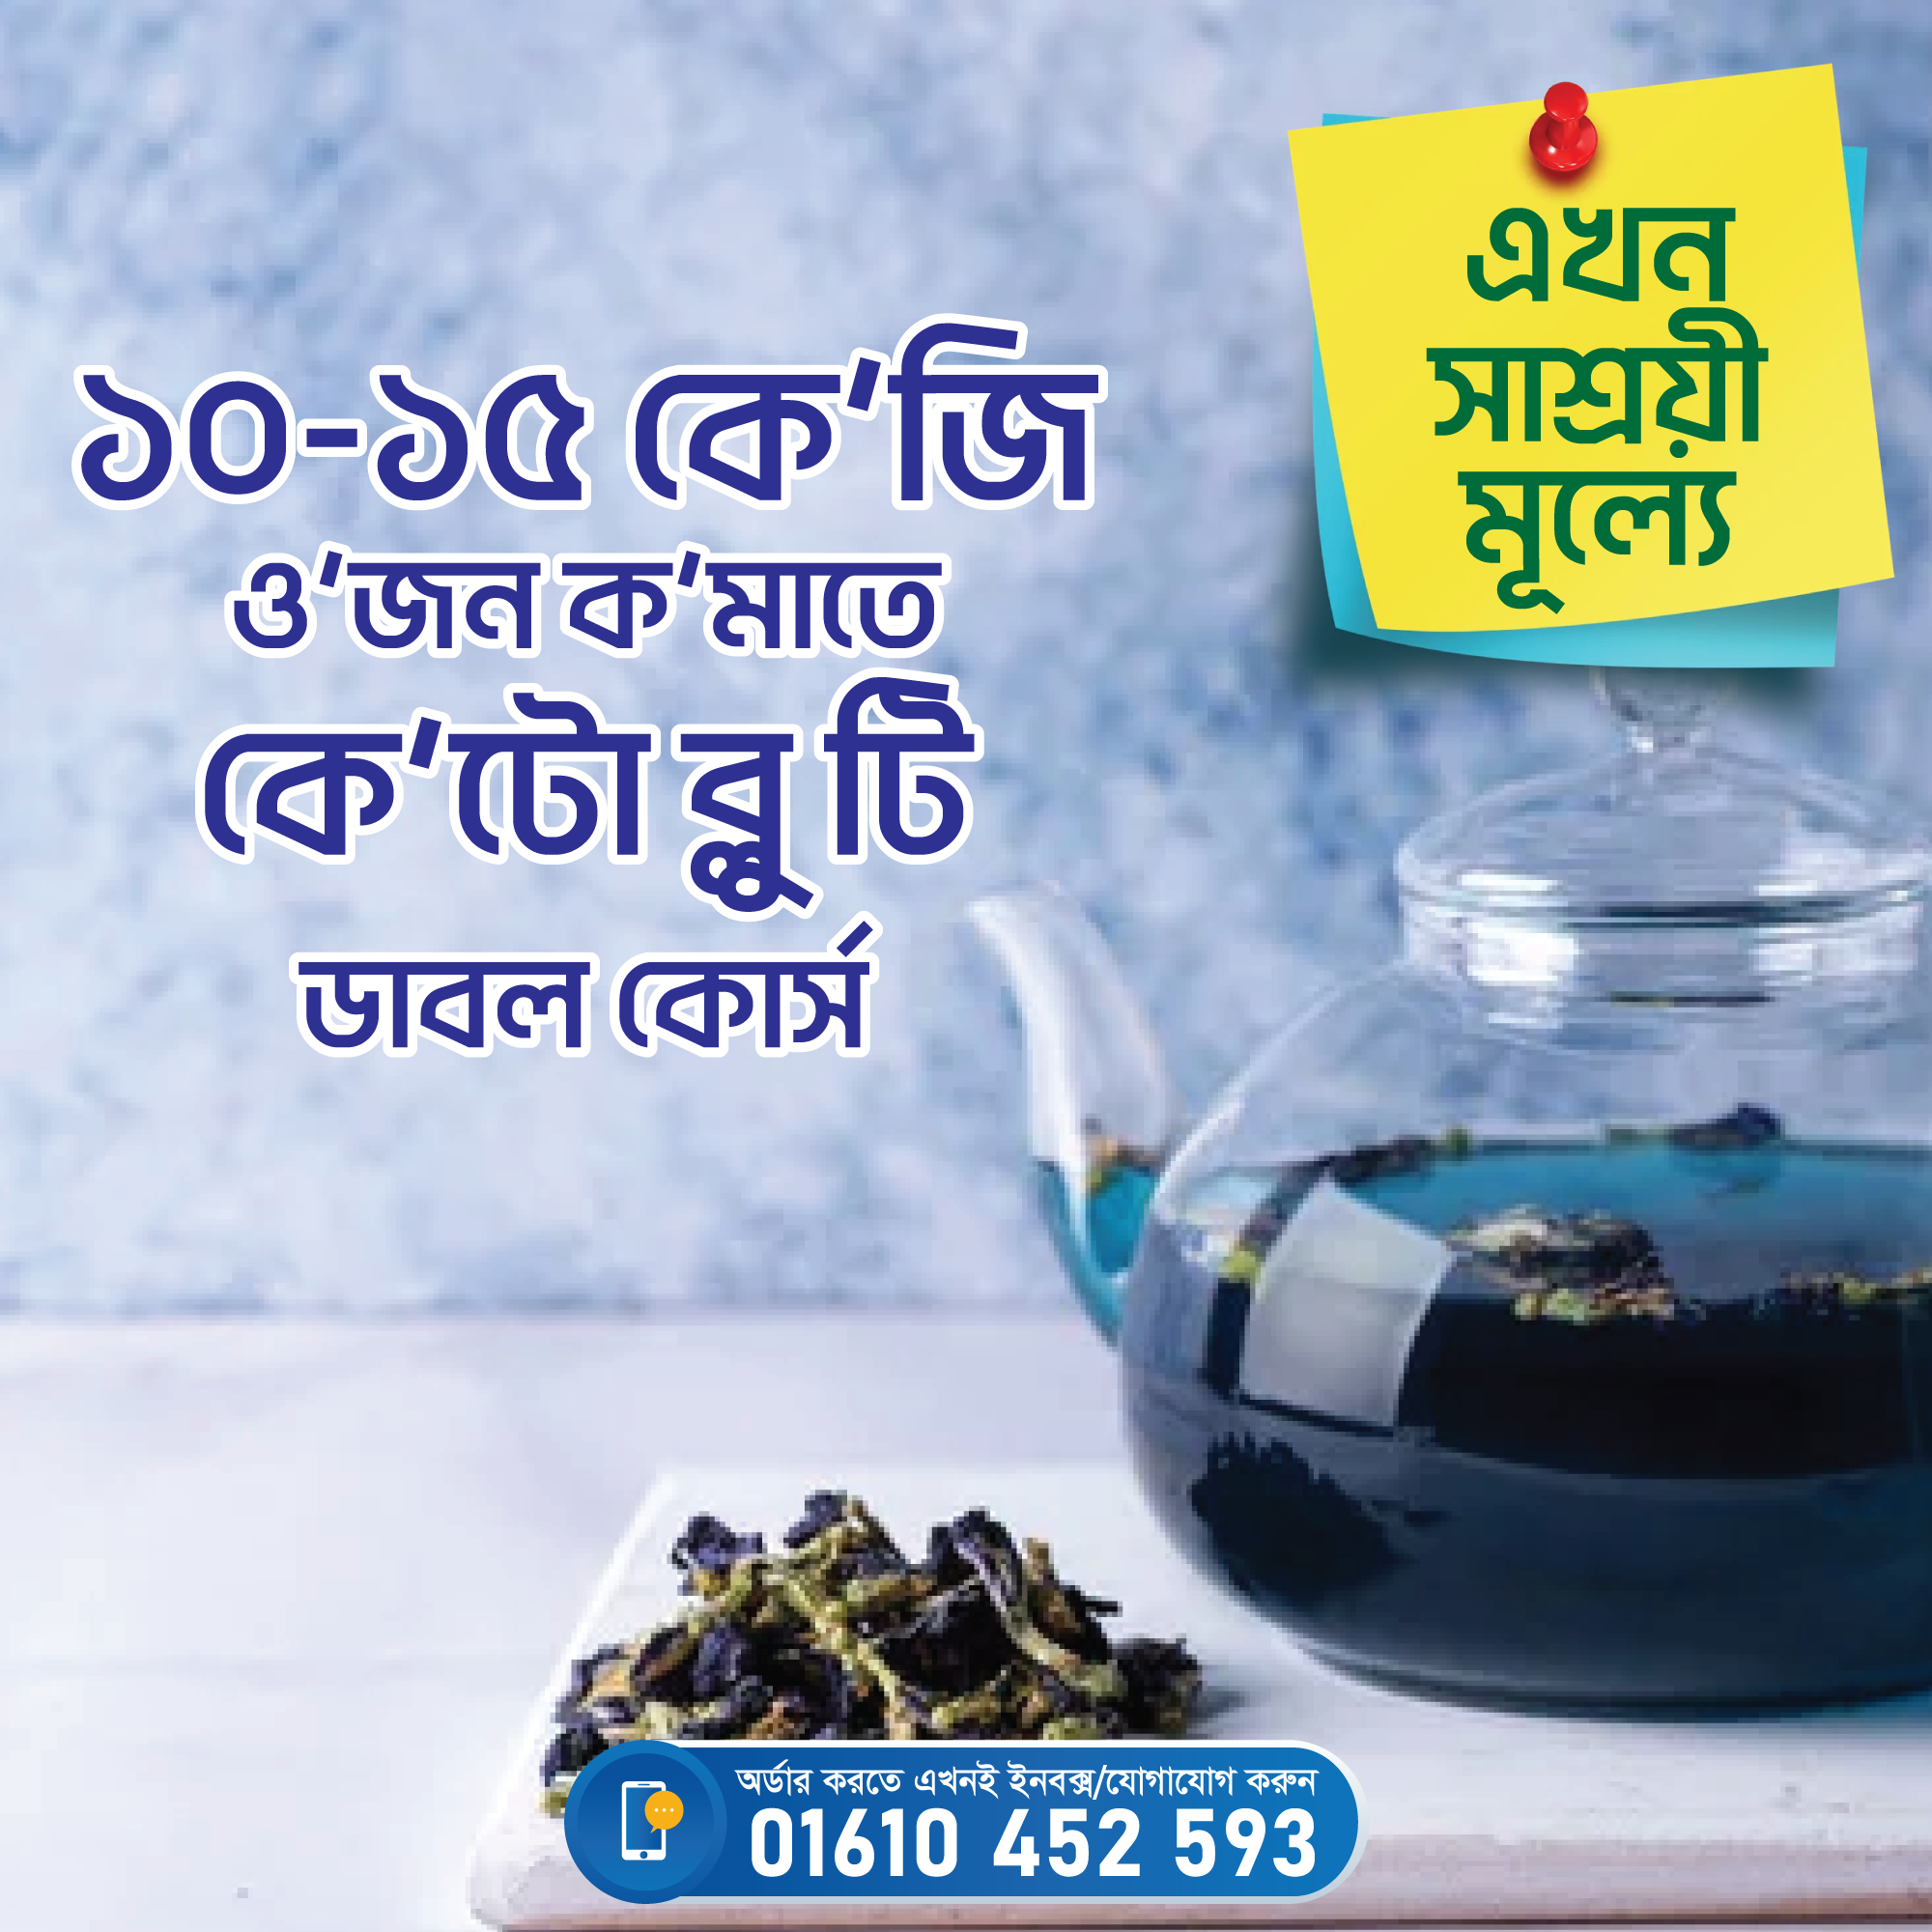 ১০-১৫ কে'জি
ও'জন ক'মাতে
কে'টো ব্লু টি
ডাবল কোর্স
এখন
সাশ্রয়ী
মূল্যে
অর্ডার করতে এখনই ইনবক্স/যোগাযোগ করুন
01610 452 593